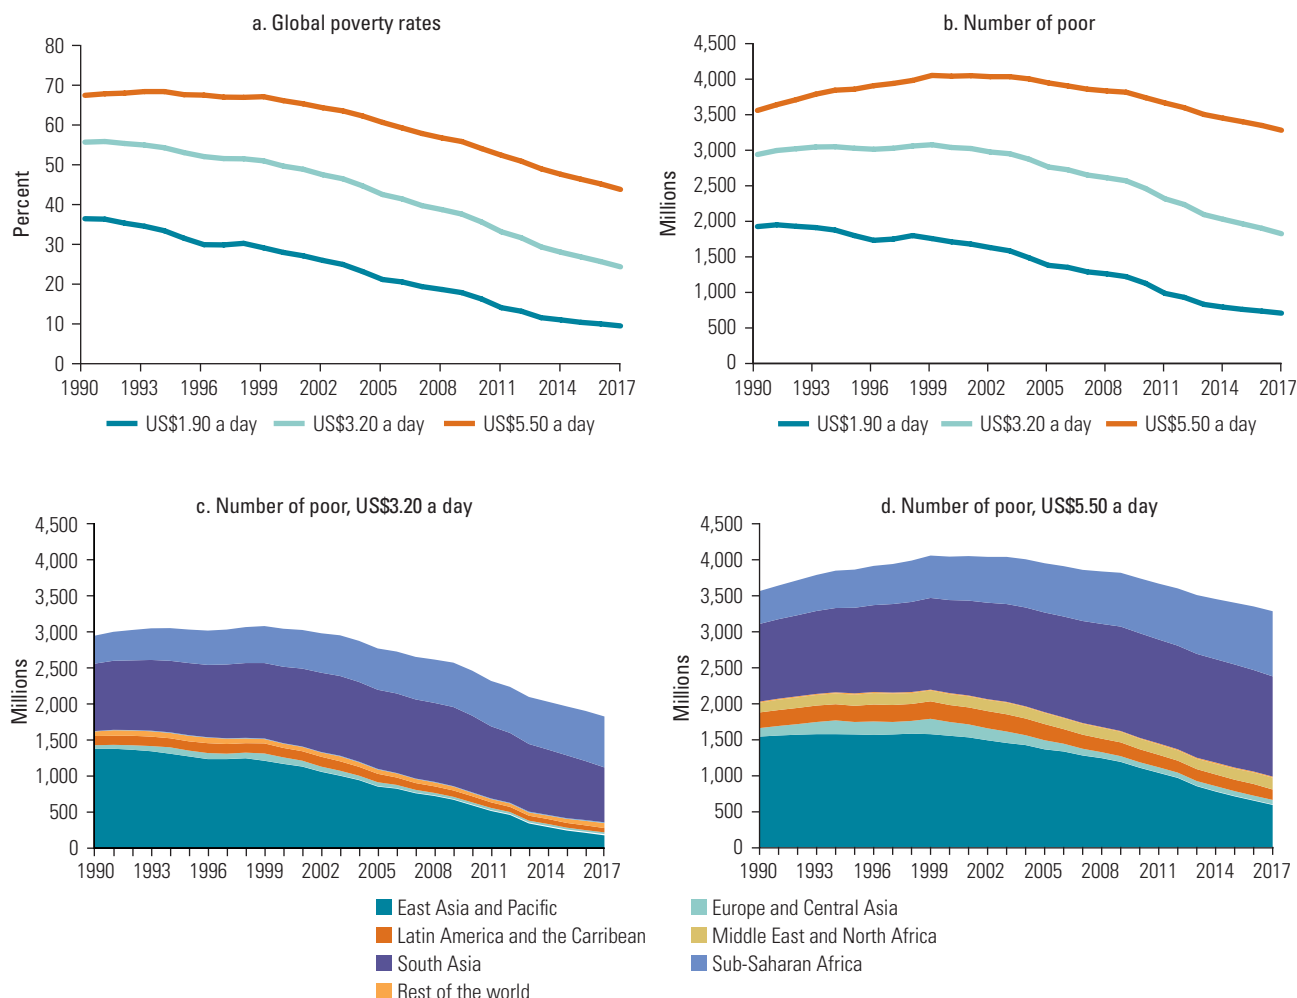 a. Global poverty rates
80
70
60
50
40
30
20
10
0
Percent
1990 1993 1996 1999 2002 2005 2008 2011 2014 2017
US$1.90 a day US$3.20 a day US$5.50 a day
b. Number of poor
4,500
4,000
3,500
3,000
2,500
2,000
1,500
1,000
500
0
Millions
1990 1993 1996 1999 2002 2005 2008 2011 2014 2017
US$1.90 a day US$3.20 a day US$5.50 a day
c. Number of poor, US$3.20 a day
4,500
4,000
3,500
3,000
2,500
2,000
1,500
1,000
500
0
Millions
1990 1993 1996 1999 2002 2005 2008 2011 2014 2017
d. Number of poor, US$5.50 a day
4,500
4,000
3,500
3,000
2,500
2,000
1,500
1,000
500
0
Millions
1990 1993 1996 1999 2002 2005 2008 2011 2014 2017
East Asia and Pacific
Europe and Central Asia
Latin America and the Carribean
Middle East and North Africa
South Asia
Sub-Saharan Africa
Rest of the world